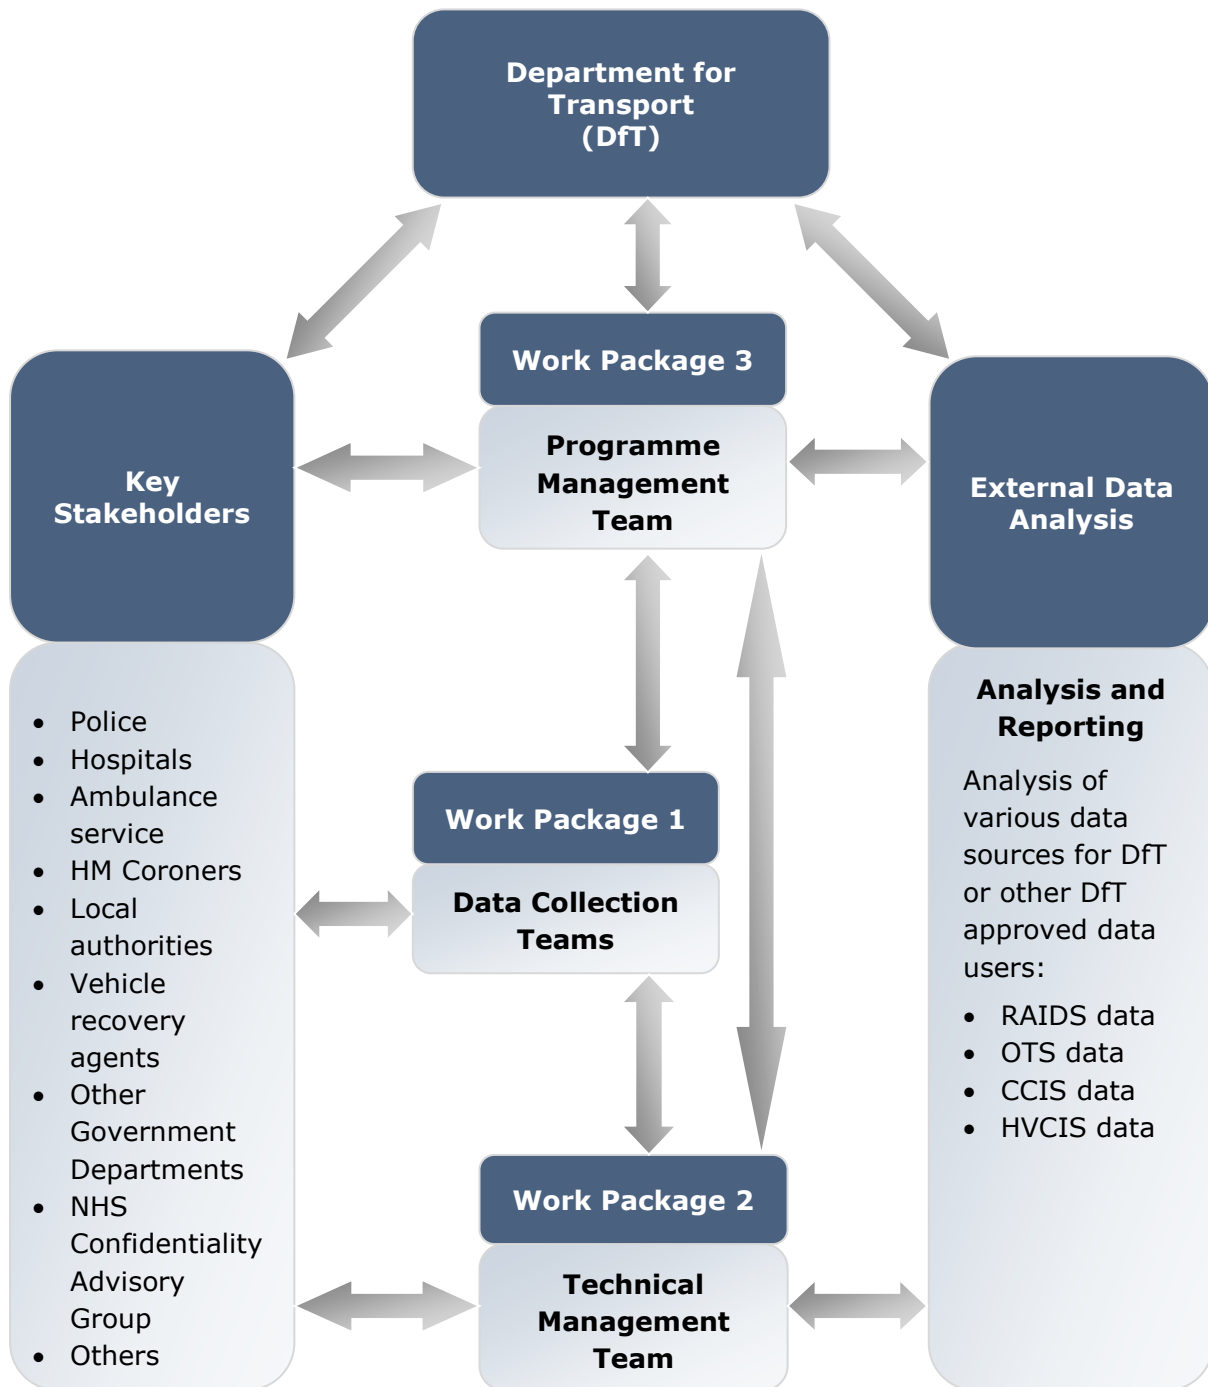 Department for
Transport
(DfT)
Work Package 3
Programme
Management
Team
Key
Stakeholders
External Data
Analysis
• Police
• Hospitals
• Ambulance
service
• HM Coroners
• Local
authorities
• Vehicle
recovery
agents
• Other
Government
Departments
• NHS
Confidentiality
Advisory
Group
• Others
Work Package 1
Data Collection
Teams
Work Package 2
Technical
Management
Team
Analysis and
Reporting
Analysis of
various data
sources for DfT
or other DfT
approved data
users:
• RAIDS data
• OTS data
• CCIS data
• HVCIS data